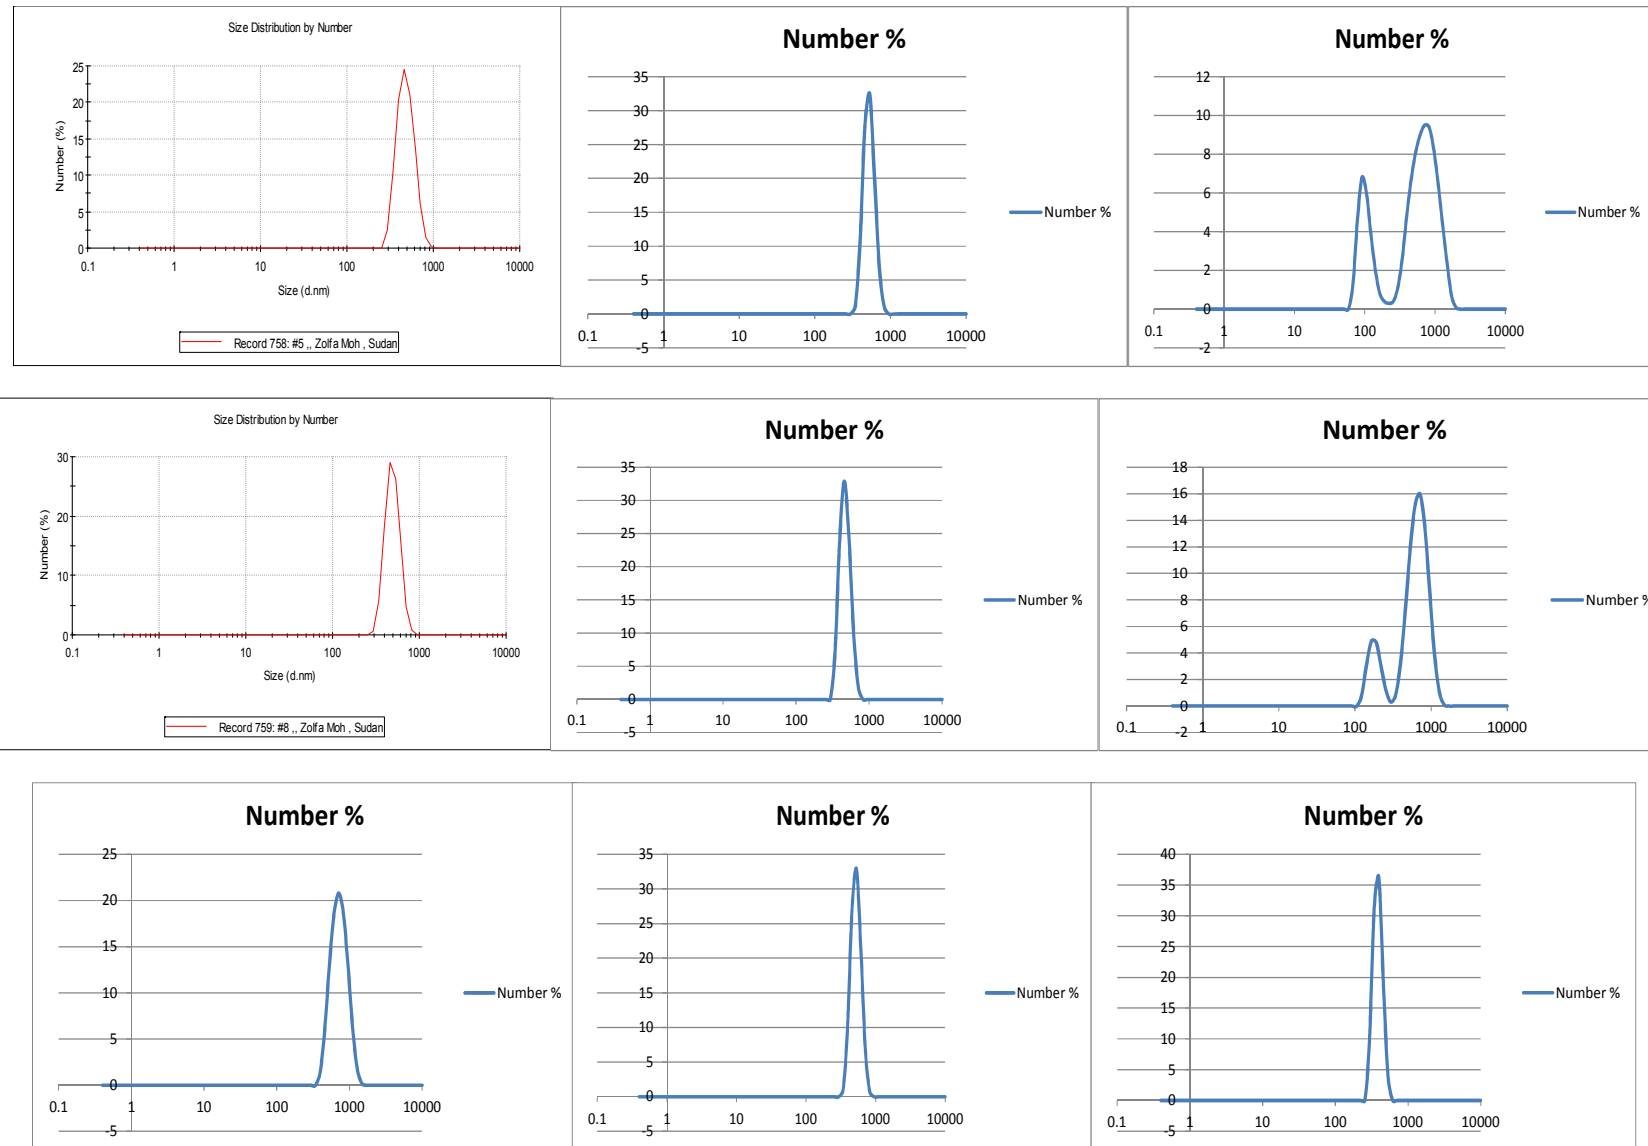 Size Distribution by Number
25
20
15
10
5
0
Number (%)
0.1 1 10 100 1000 10000
Size (d.nm)
Record 758: #5 ,, Zolfa Moh , Sudan
Number %
35
30
25
20
15
10
5
0
-5
0.1 1 10 100 1000 10000
Number %
Number %
12
10
8
6
4
2
0
-2
0.1 1 10 100 1000 10000
Number %
Size Distribution by Number
30
20
10
0
Number (%)
0.1 1 10 100 1000 10000
Size (d.nm)
Record 759: #8 ,, Zolfa Moh , Sudan
Number %
35
30
25
20
15
10
5
0
-5
0.1 1 10 100 1000 10000
Number %
Number %
18
16
14
12
10
8
6
4
2
0
-2
0.1 1 10 100 1000 10000
Number %
Number %
25
20
15
10
5
0
-5
0.1 1 10 100 1000 10000
Number %
Number %
35
30
25
20
15
10
5
0
-5
0.1 1 10 100 1000 10000
Number %
Number %
40
35
30
25
20
15
10
5
0
-5
0.1 1 10 100 1000 10000
Number %